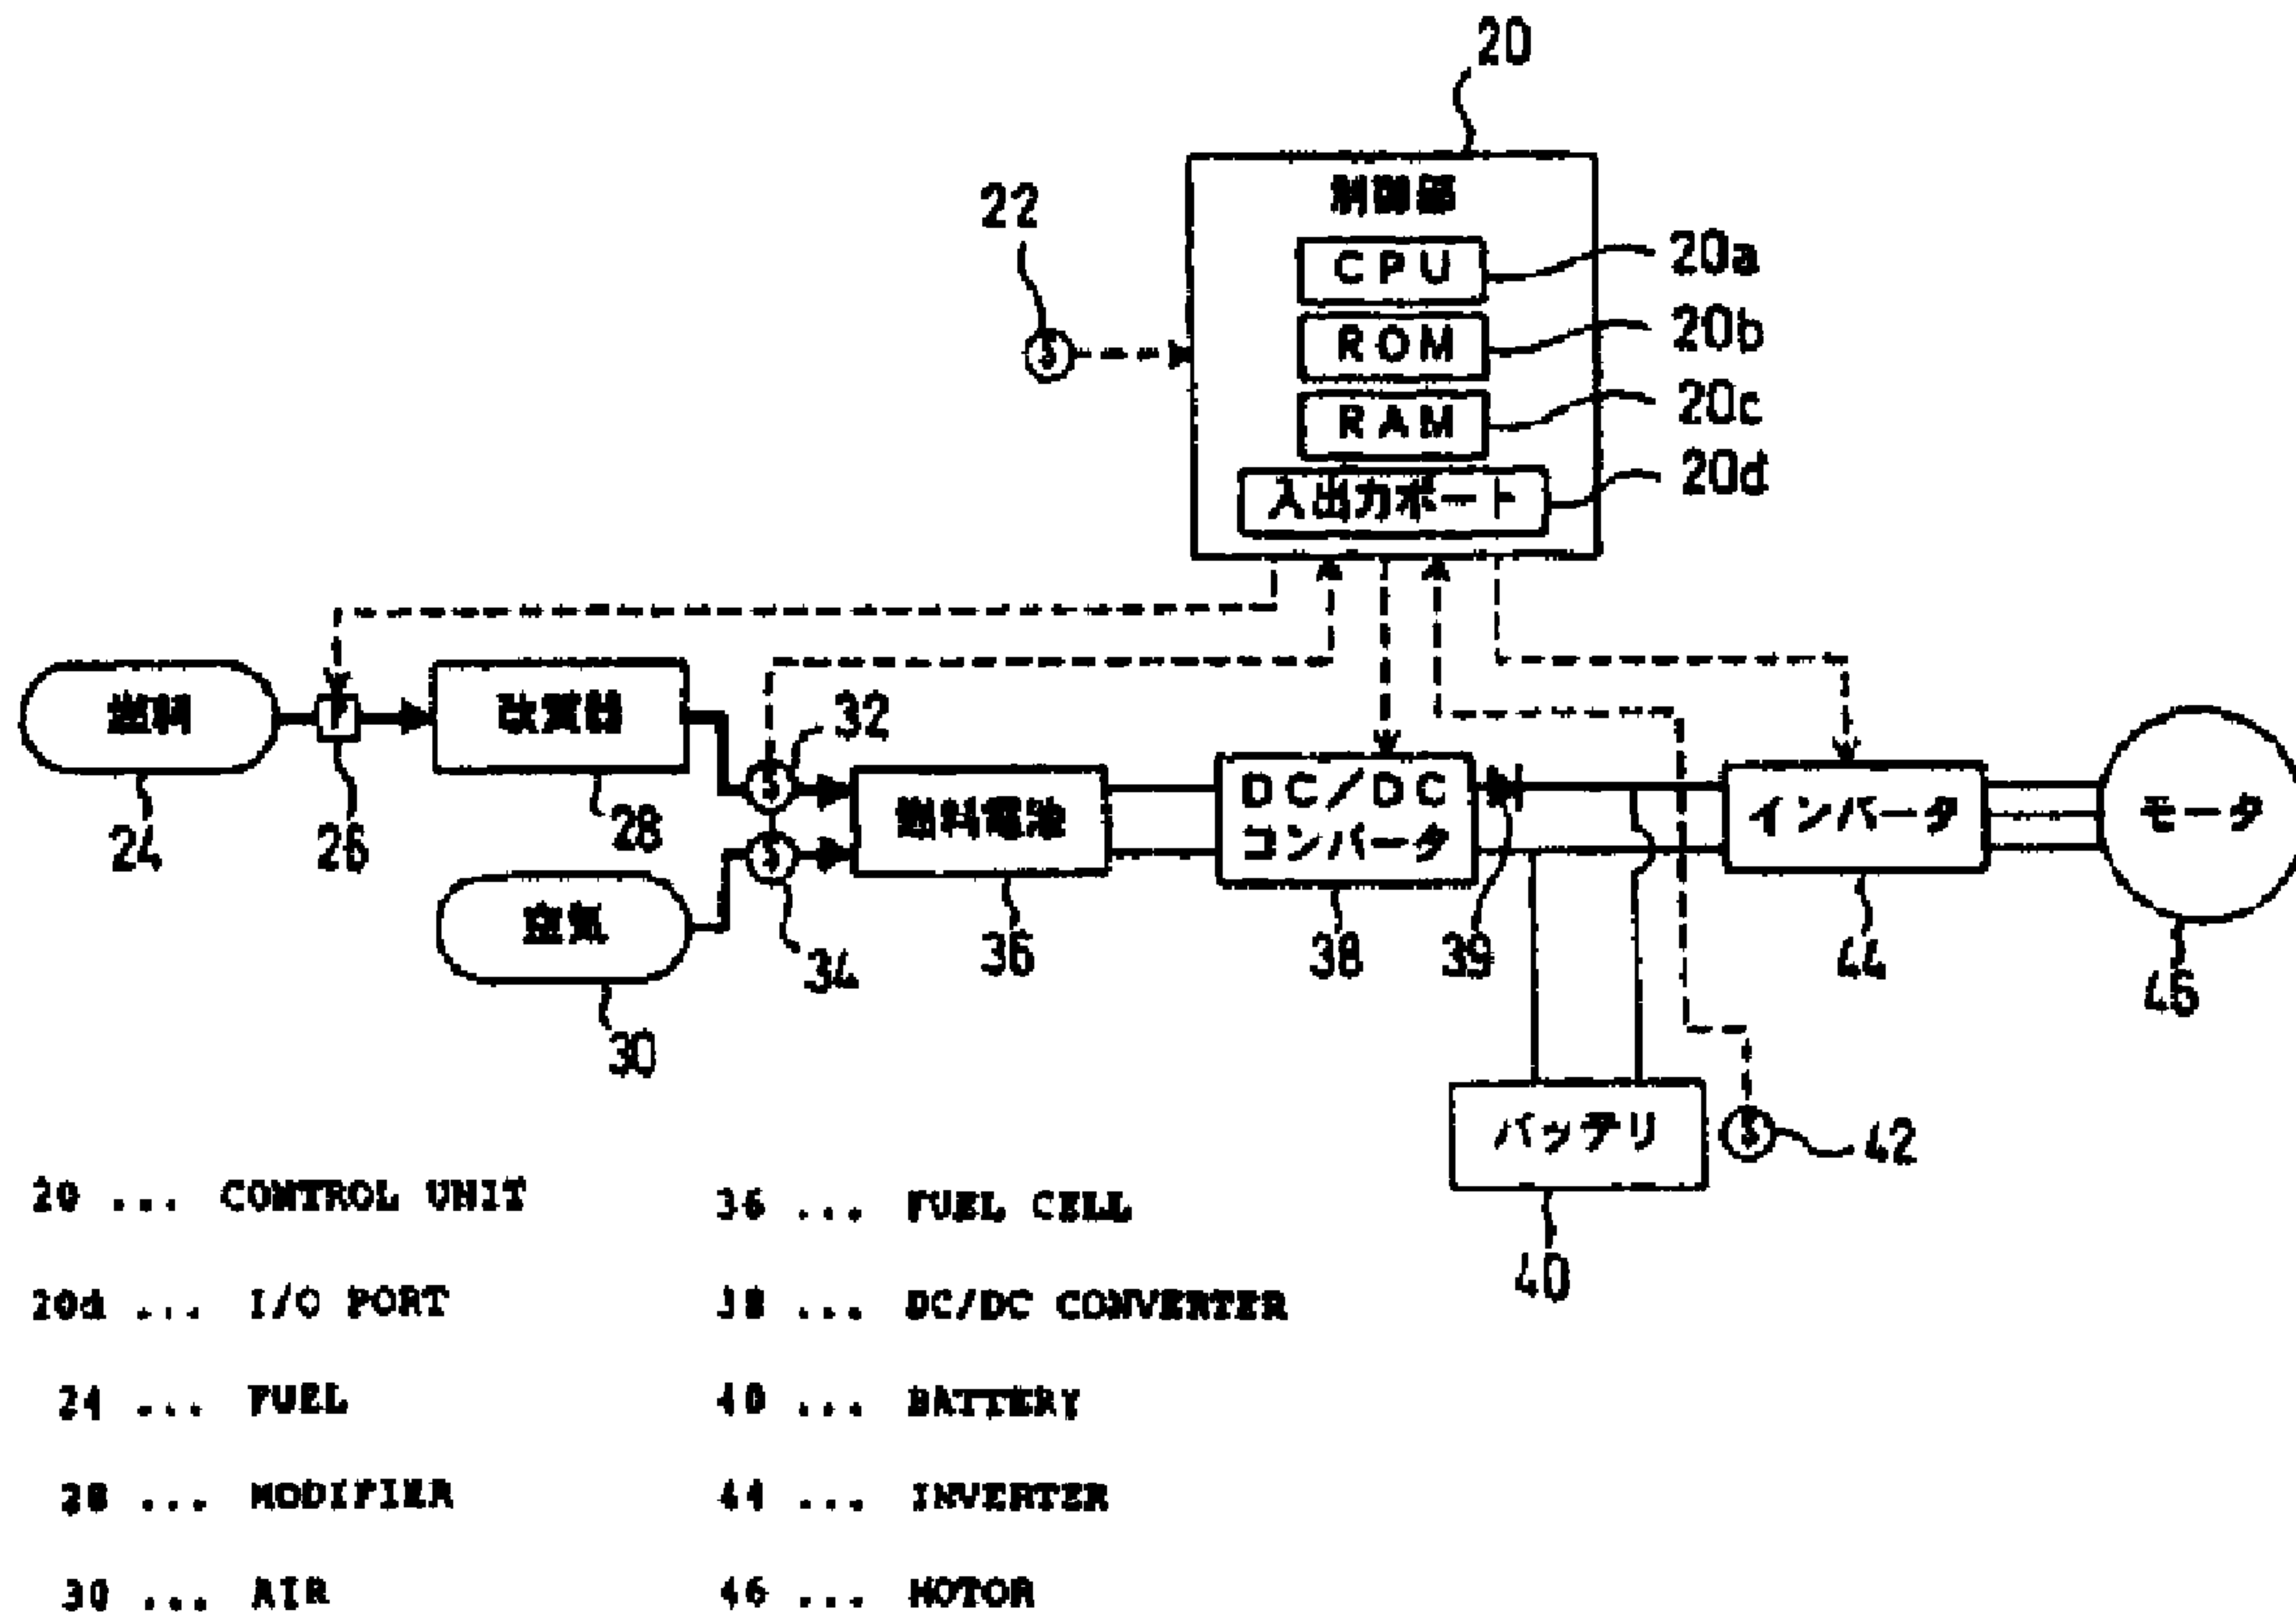 20
22
制御部
CPU
20a
ROM
20b
RAM
20c
入出力ポート
20d
燃料
改質器
32
燃料電池
DC/DC
コンバータ
インバータ
モータ
24
26
28
空気
34
36
38
39
44
46
30
バッテリ
42
40
20 ... CONTROL UNIT
20d ... I/O PORT
24 ... FUEL
28 ... MODIFIER
30 ... AIR
36 ... FUEL CELL
38 ... DC/DC CONVERTER
40 ... BATTERY
44 ... INVERTER
46 ... MOTOR